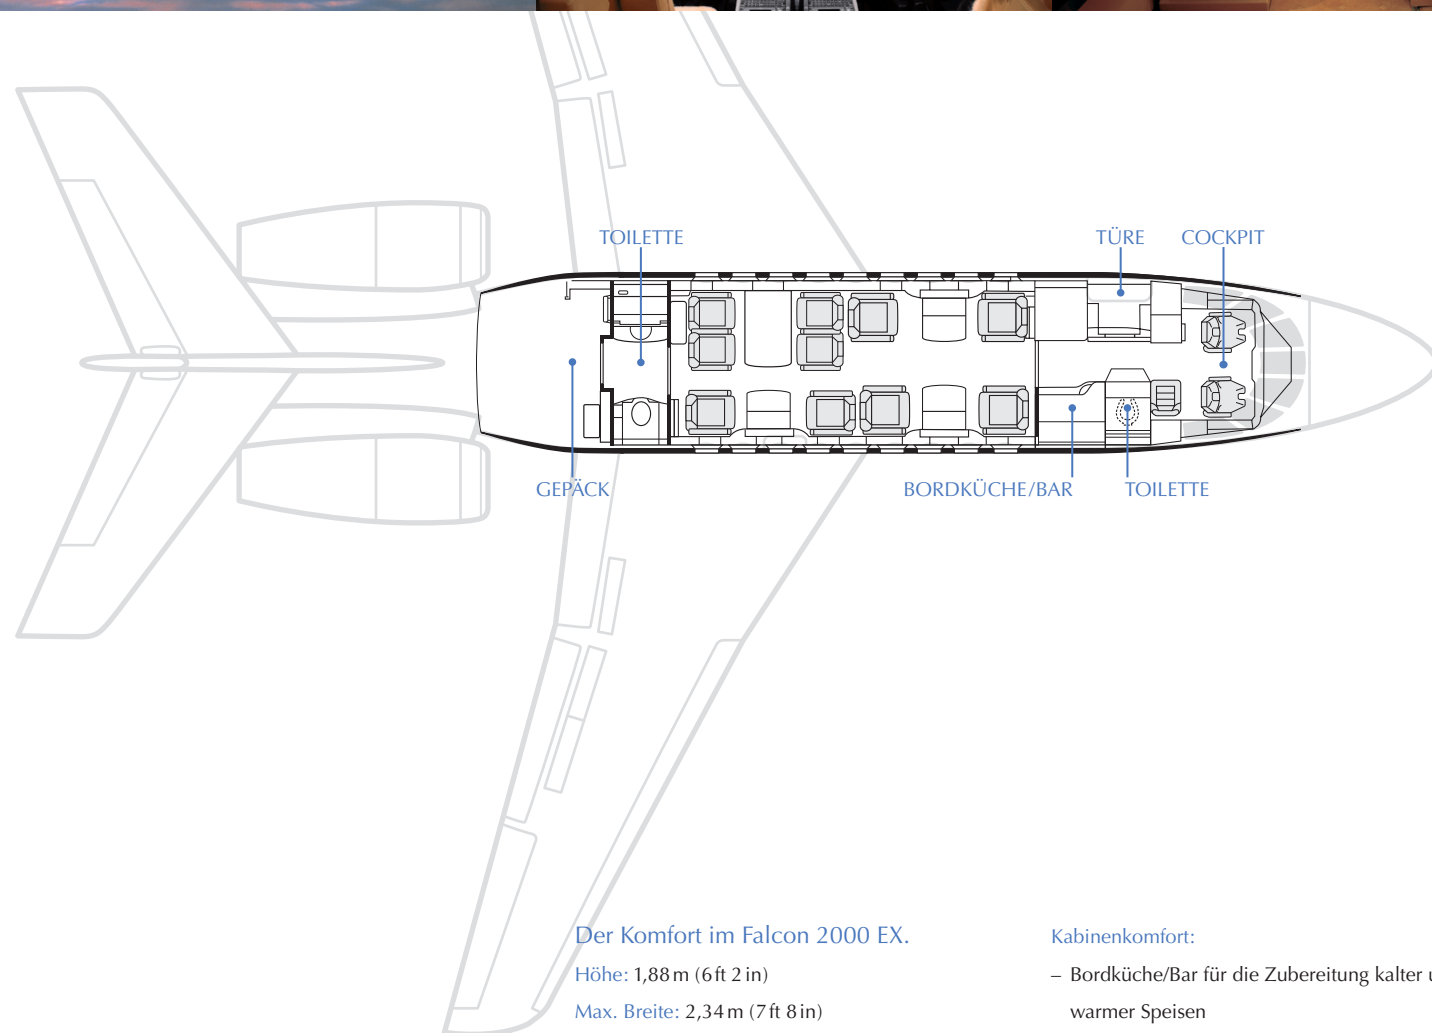 TOILETTE
TÜRE
COCKPIT
GEPÄCK
BORDKÜCHE/BAR
TOILETTE
Der Komfort im Falcon 2000 EX.
Höhe: 1,88 m (6 ft 2 in)
Max. Breite: 2,34 m (7 ft 8 in)
Kabinenkomfort:
– Bordküche/Bar für die Zubereitung kalter
warmer Speisen